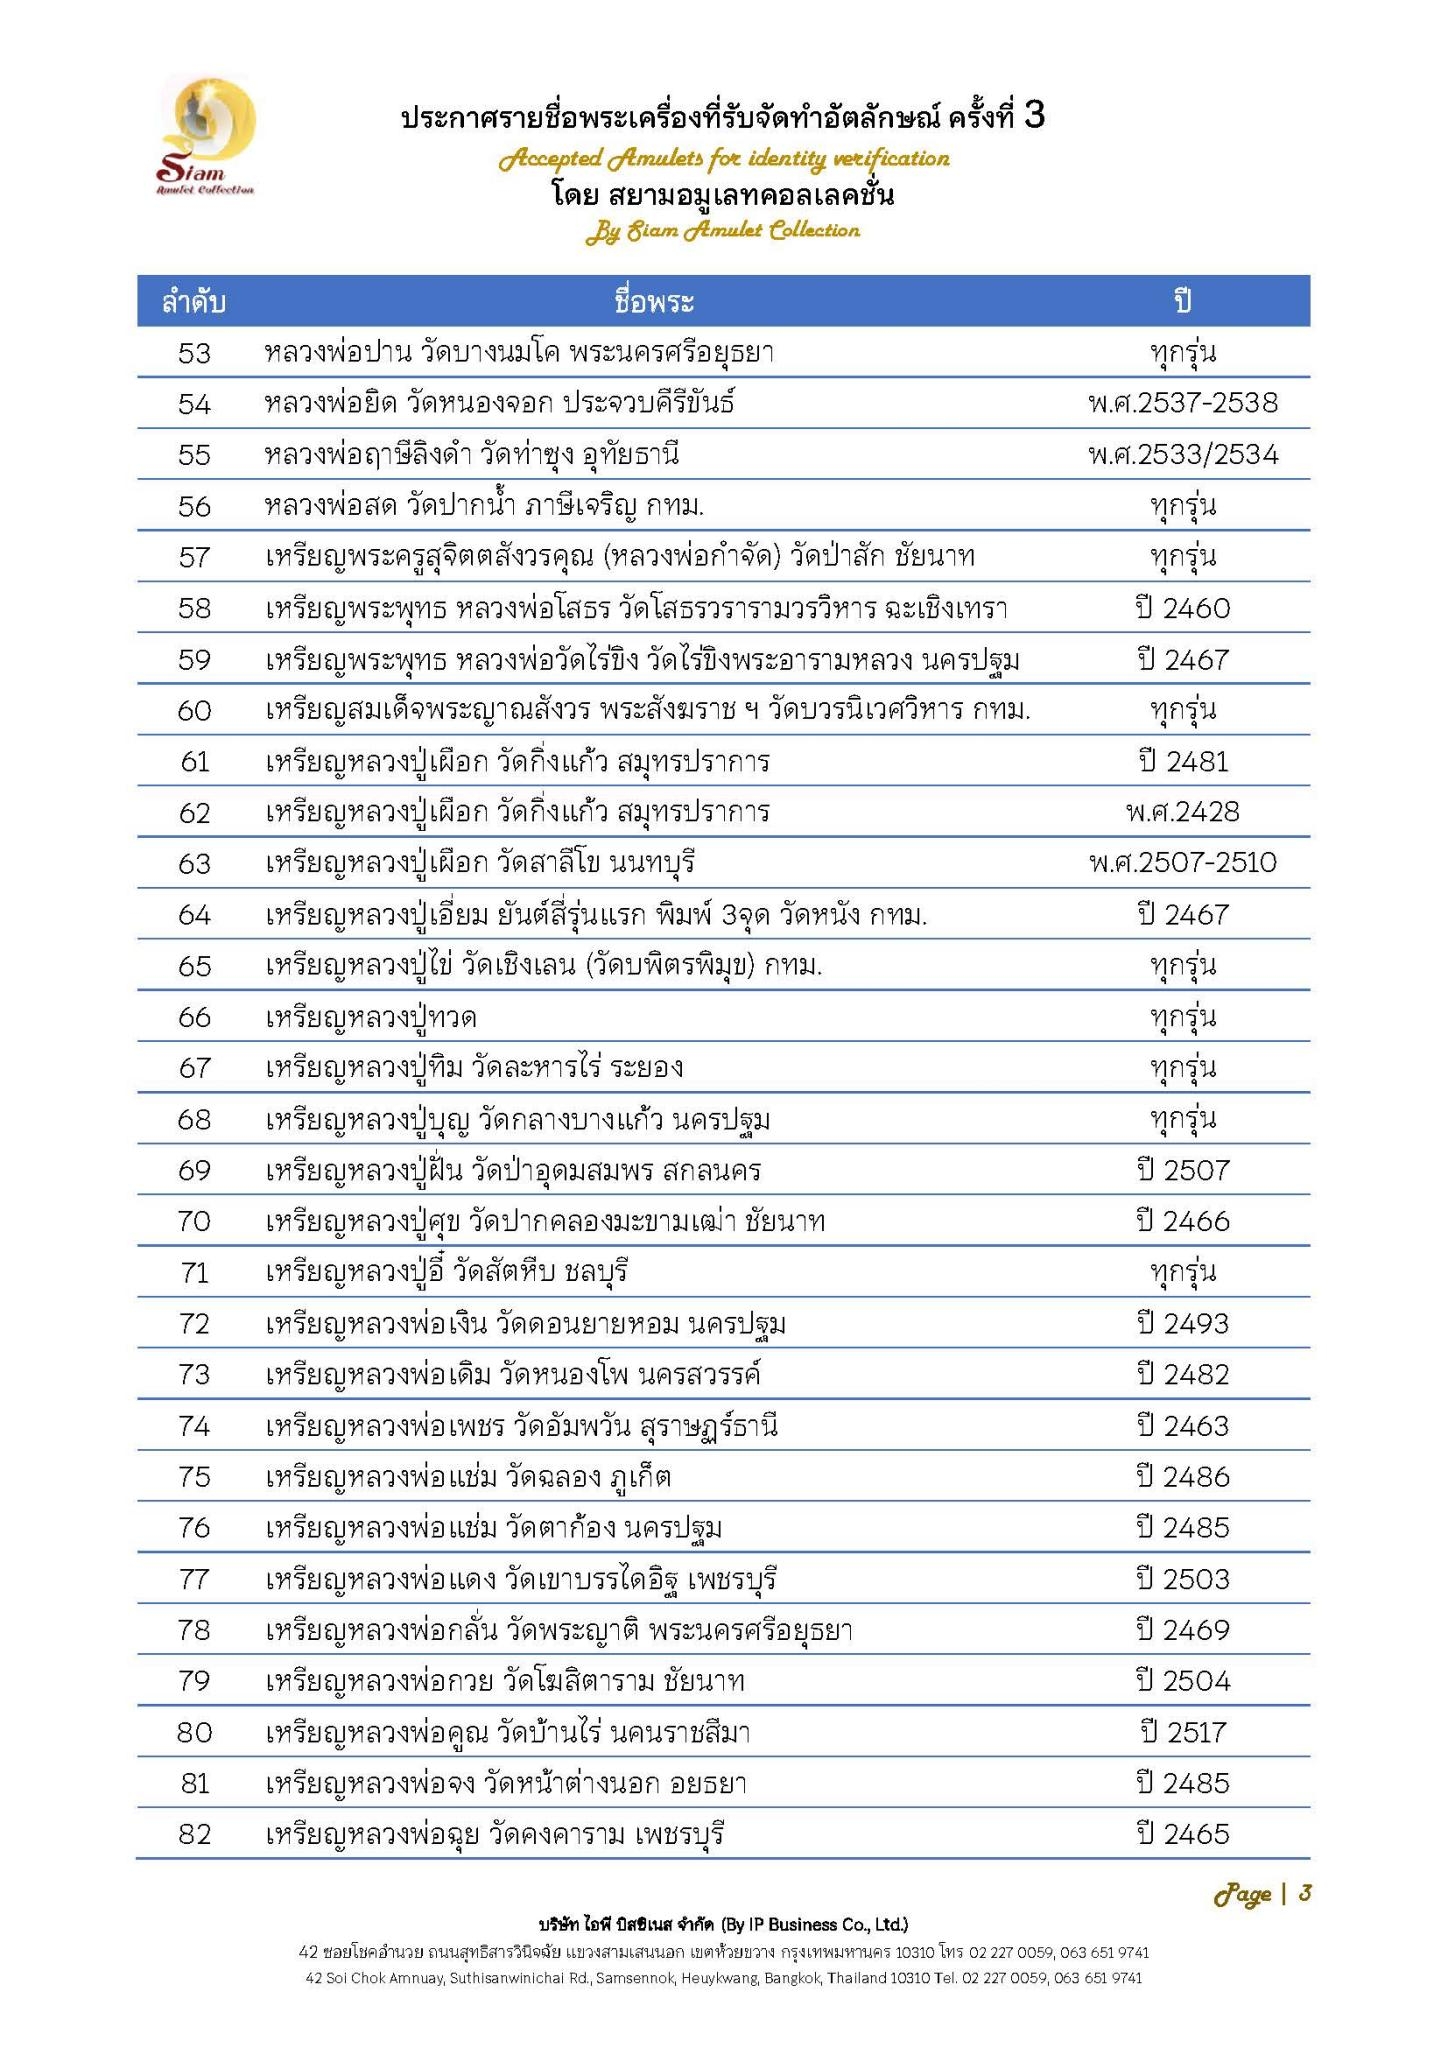 Siam
Amulet Collection
ประกาศรายชื่อพระเครื่องที่รับจัดทำอัตลักษณ์ ครั้งที่ 3
Accepted Amulets for identity verification
โดย สยามอมูเลทคอลเลคชั่น
By Siam Amulet Collection
ลำดับ ชื่อพระ ปี
53 หลวงพ่อปาน วัดบางนมโค พระนครศรีอยุธยา ทุกรุ่น
54 หลวงพ่อยิด วัดหนองจอก ประจวบคีรีขันธ์ พ.ศ.2537-2538
55 หลวงพ่อฤาษีลิงดำ วัดท่าซุง อุทัยธานี พ.ศ.2533/2534
56 หลวงพ่อสด วัดปากน้ำ ภาษีเจริญ กทม. ทุกรุ่น
57 เหรียญพระครูสุจิตตสังวรคุณ (หลวงพ่อกำจัด) วัดป่าสัก ชัยนาท ทุกรุ่น
58 เหรียญพระพุทธ หลวงพ่อโสธร วัดโสธรวรารามวรวิหาร ฉะเชิงเทรา ปี 2460
59 เหรียญพระพุทธ หลวงพ่อวัดไร่ขิง วัดไร่ขิงพระอารามหลวง นครปฐม ปี 2467
60 เหรียญสมเด็จพระญาณสังวร พระสังฆราช ฯ วัดบวรนิเวศวิหาร กทม. ทุกรุ่น
61 เหรียญหลวงปู่เผือก วัดกิ่งแก้ว สมุทรปราการ ปี 2481
62 เหรียญหลวงปู่เผือก วัดกิ่งแก้ว สมุทรปราการ พ.ศ.2428
63 เหรียญหลวงปู่เผือก วัดสาลีโข นนทบุรี พ.ศ.2507-2510
64 เหรียญหลวงปู่เอี่ยม ยันต์สี่รุ่นแรก พิมพ์ 3จุด วัดหนัง กทม. ปี 2467
65 เหรียญหลวงปู่ไข่ วัดเชิงเลน (วัดบพิตรพิมุข) กทม. ทุกรุ่น
66 เหรียญหลวงปู่ทวด ทุกรุ่น
67 เหรียญหลวงปู่ทิม วัดละหารไร่ ระยอง ทุกรุ่น
68 เหรียญหลวงปู่บุญ วัดกลางบางแก้ว นครปฐม ทุกรุ่น
69 เหรียญหลวงปู่ฝั่น วัดป่าอุดมสมพร สกลนคร ปี 2507
70 เหรียญหลวงปู่ศุข วัดปากคลองมะขามเฒ่า ชัยนาท ปี 2466
71 เหรียญหลวงปู่อี๋ วัดสัตหีบ ชลบุรี ทุกรุ่น
72 เหรียญหลวงพ่อเงิน วัดดอนยายหอม นครปฐม ปี 2493
73 เหรียญหลวงพ่อเดิม วัดหนองโพ นครสวรรค์ ปี 2482
74 เหรียญหลวงพ่อเพชร วัดอัมพวัน สุราษฏร์ธานี ปี 2463
75 เหรียญหลวงพ่อแช่ม วัดฉลอง ภูเก็ต ปี 2486
76 เหรียญหลวงพ่อแช่ม วัดตาก้อง นครปฐม ปี 2485
77 เหรียญหลวงพ่อแดง วัดเขาบรรไดอิฐ เพชรบุรี ปี 2503
78 เหรียญหลวงพ่อกลั่น วัดพระญาติ พระนครศรีอยุธยา ปี 2469
79 เหรียญหลวงพ่อกวย วัดโฆสิตาราม ชัยนาท ปี 2504
80 เหรียญหลวงพ่อคูณ วัดบ้านไร่ นคนราชสีมา ปี 2517
81 เหรียญหลวงพ่อจง วัดหน้าต่างนอก อยธยา ปี 2485
82 เหรียญหลวงพ่อฉุย วัดคงคาราม เพชรบุรี ปี 2465
Page | 3
บริษัท ไอพี บิสซิเนส จำกัด (By IP Business Co., Ltd.)
42 ซอยโชคอำนวย ถนนสุทธิสารวินิจฉัย แขวงสามเสนนอก เขตห้วยขวาง กรุงเทพมหานคร 10310 โทร 02 227 0059, 063 651 9741
42 Soi Chok Amnuay, Suthisanwinichai Rd., Samsennok, Heuykwang, Bangkok, Thailand 10310 Tel. 02 227 0059, 063 651 9741